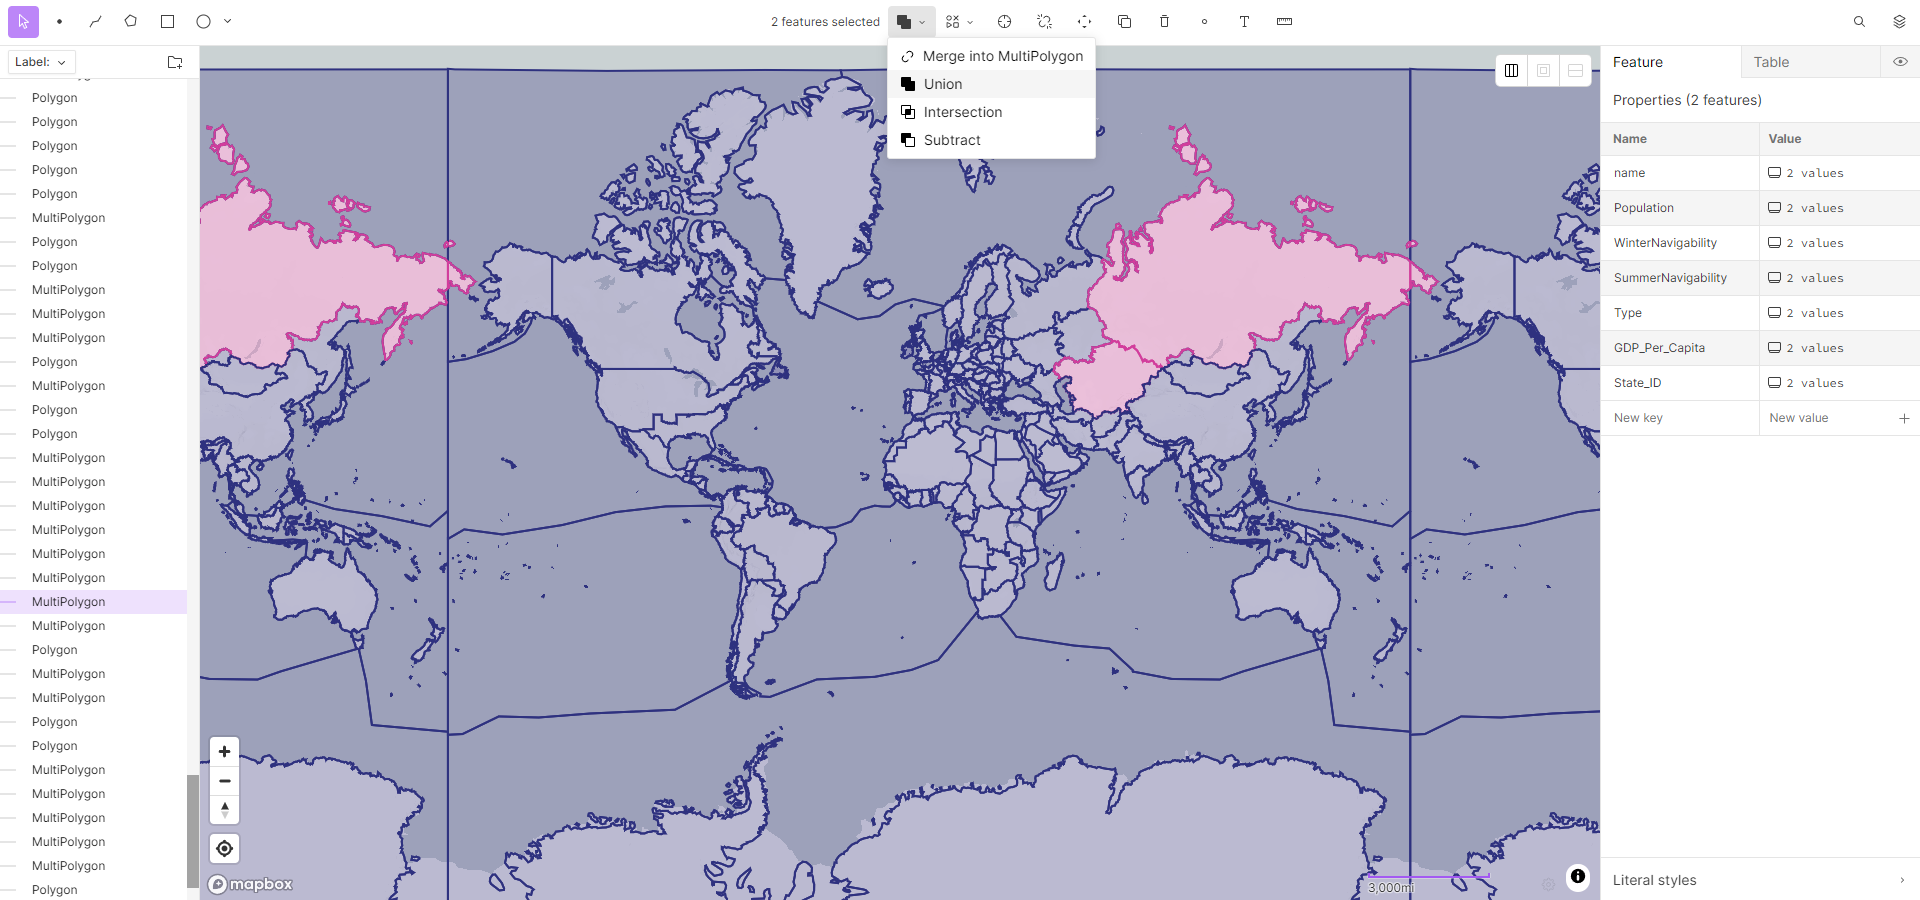 2 features selected
Merge into MultiPolygon
Union
Intersection
Subtract
Label:
Polygon
Polygon
Polygon
Polygon
Polygon
MultiPolygon
Polygon
Polygon
MultiPolygon
MultiPolygon
MultiPolygon
Polygon
MultiPolygon
Polygon
Polygon
MultiPolygon
MultiPolygon
MultiPolygon
MultiPolygon
MultiPolygon
MultiPolygon
MultiPolygon
MultiPolygon
Polygon
MultiPolygon
MultiPolygon
Polygon
Polygon
MultiPolygon
MultiPolygon
MultiPolygon
MultiPolygon
MultiPolygon
Polygon
mapbox
3,000mi
Feature
Table
Properties (2 features)
Name Value
name 2 values
Population 2 values
WinterNavigability 2 values
SummerNavigability 2 values
Type 2 values
GDP_Per_Capita 2 values
State_ID 2 values
New key New value
Literal styles